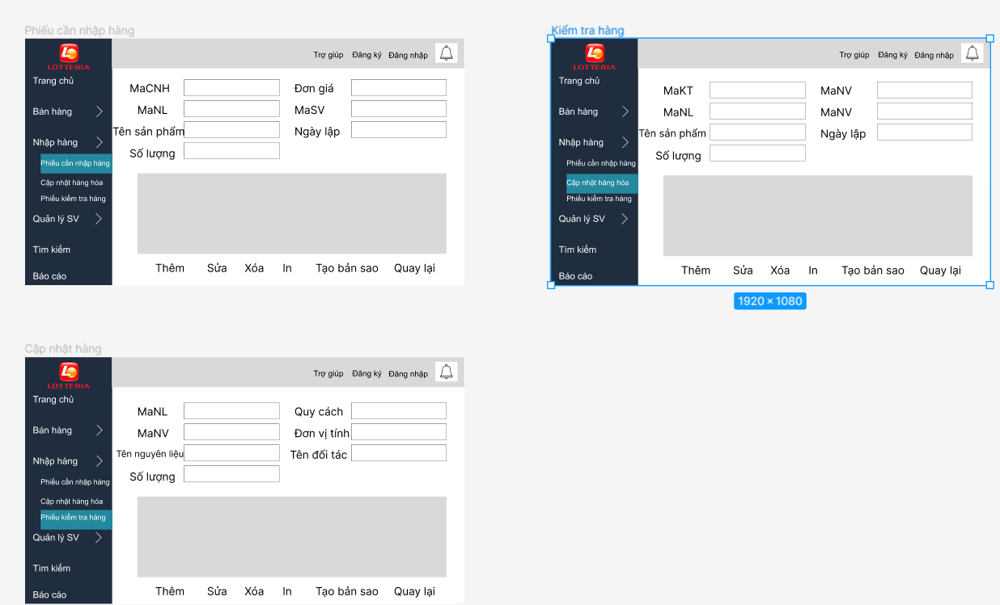 Phiếu cần nhập hàng
LOTTERIA
Trợ giúp Đăng ký Đăng nhập
Trang chủ
Bán hàng
Nhập hàng
Phiếu cần nhập hàng
Cập nhật hàng hóa
Phiếu kiểm tra hàng
Quản lý SV
Tìm kiếm
Báo cáo
MaCNH Đơn giá
MaNL MaSV
Tên sản phẩm Ngày lập
Số lượng
Thêm Sửa Xóa In Tạo bản sao Quay lại
Kiểm tra hàng
LOTTERIA
Trợ giúp Đăng ký Đăng nhập
Trang chủ
Bán hàng
Nhập hàng
Phiếu cần nhập hàng
Cập nhật hàng hóa
Phiếu kiểm tra hàng
Quản lý SV
Tìm kiếm
Báo cáo
MaKT MaNV
MaNL MaNV
Tên sản phẩm Ngày lập
Số lượng
Thêm Sửa Xóa In Tạo bản sao Quay lại
1920 × 1080
Cập nhật hàng
LOTTERIA
Trợ giúp Đăng ký Đăng nhập
Trang chủ
Bán hàng
Nhập hàng
Phiếu cần nhập hàng
Cập nhật hàng hóa
Phiếu kiểm tra hàng
Quản lý SV
Tìm kiếm
Báo cáo
MaNL Quy cách
MaNV Đơn vị tính
Tên nguyên liệu Tên đối tác
Số lượng
Thêm Sửa Xóa In Tạo bản sao Quay lại